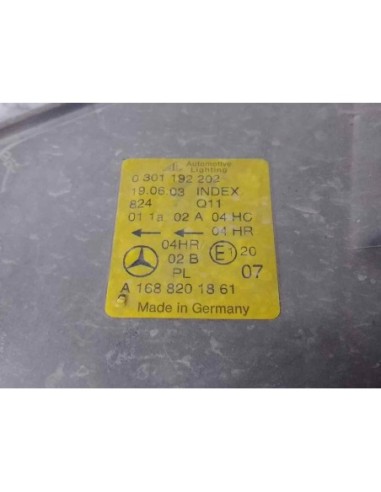 Automotive
Lighting
0 301 192 202
19.06.03 INDEX
824 Q11
01 1a 02 A 04 HC
04 HR
04HR
02 B E1 20
PL 07
A 168 820 18 61
Made in Germany